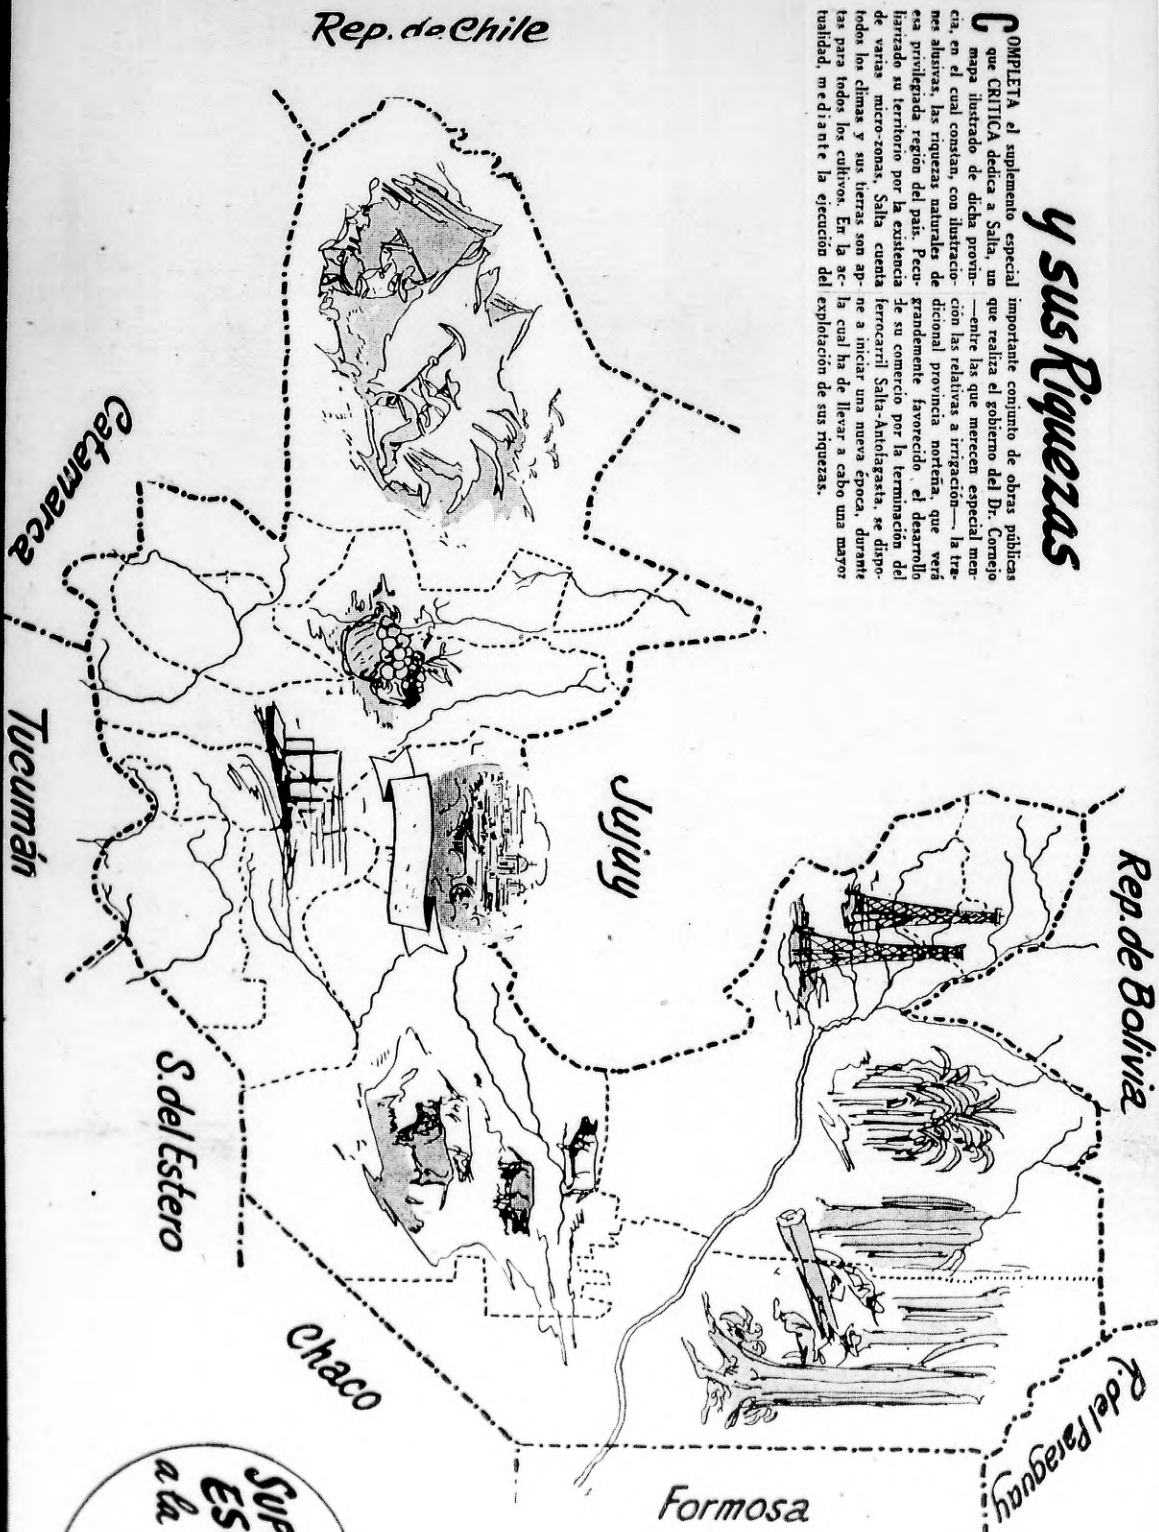 y sus Riquezas
COMPLETA el suplemento especial
que CRITICA dedica a Salta, un
mapa ilustrado de dicha provin-
cia, en el cual constan, con ilustracio-
nes alusivas, las riquezas naturales de
esa privilegiada región del país. Pecu-
liarizado su territorio por la existencia
de varias micro-zonas, Salta cuenta
todos los climas y sus tierras son ap-
tas para todos los cultivos. En la ac-
tualidad, mediante la ejecución del
importante conjunto de obras públicas
que realiza el gobierno del Dr. Cornejo
—entre las que merecen especial men-
ción las relativas a irrigación—, la tra-
dicional provincia norteña, que verá
grandemente favorecido el desarrollo
de su comercio por la terminación del
ferrocarril Salta-Antofagasta, se dispo-
ne a iniciar una nueva época, durante
la cual ha de llevar a cabo una mayor
explotación de sus riquezas.
Rep. de Chile
Rep. de Bolivia
R. del Paraguay
Jujuy
Formosa
Catamarca
Tucumán
S. del Estero
Chaco
SUP
ES
a la